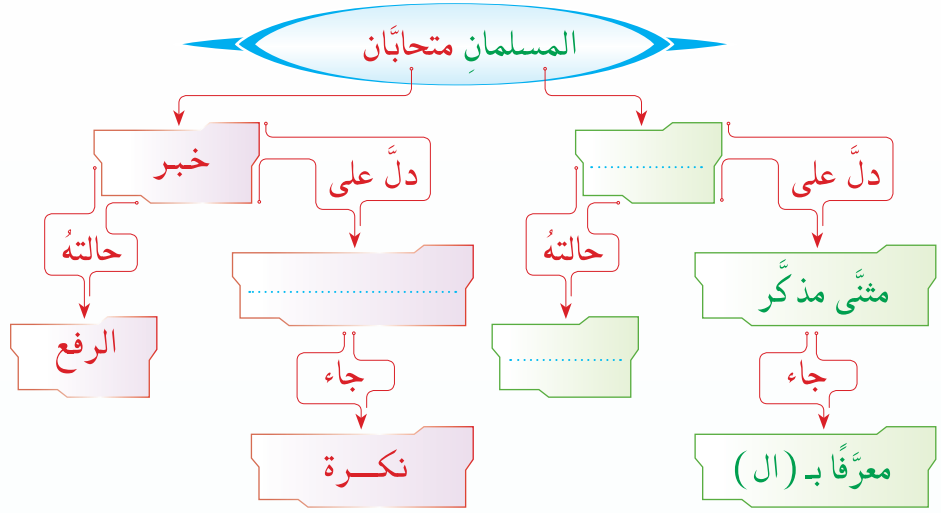 المسلمانِ متحابَّان
دلَّ على
خبر
دلَّ على
حالتهُ
مثنَّى مذكَّر
حالتهُ
الرفع
جاء
جاء
معرَّفًا بـ ( ال )
نكـــرة